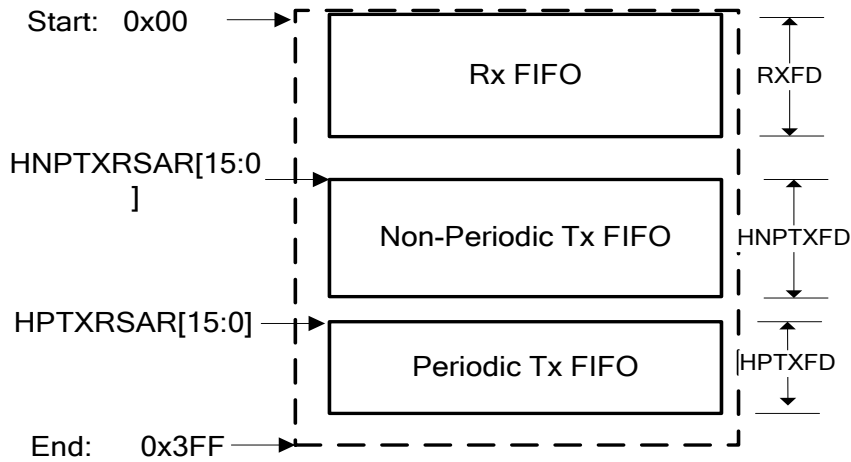 Start: 0x00
Rx FIFO
RXFD
HNPTXRSAR[15:0
]
Non-Periodic Tx FIFO
HNPTXFD
HPTXRSAR[15:0]
Periodic Tx FIFO
HPTXFD
End: 0x3FF